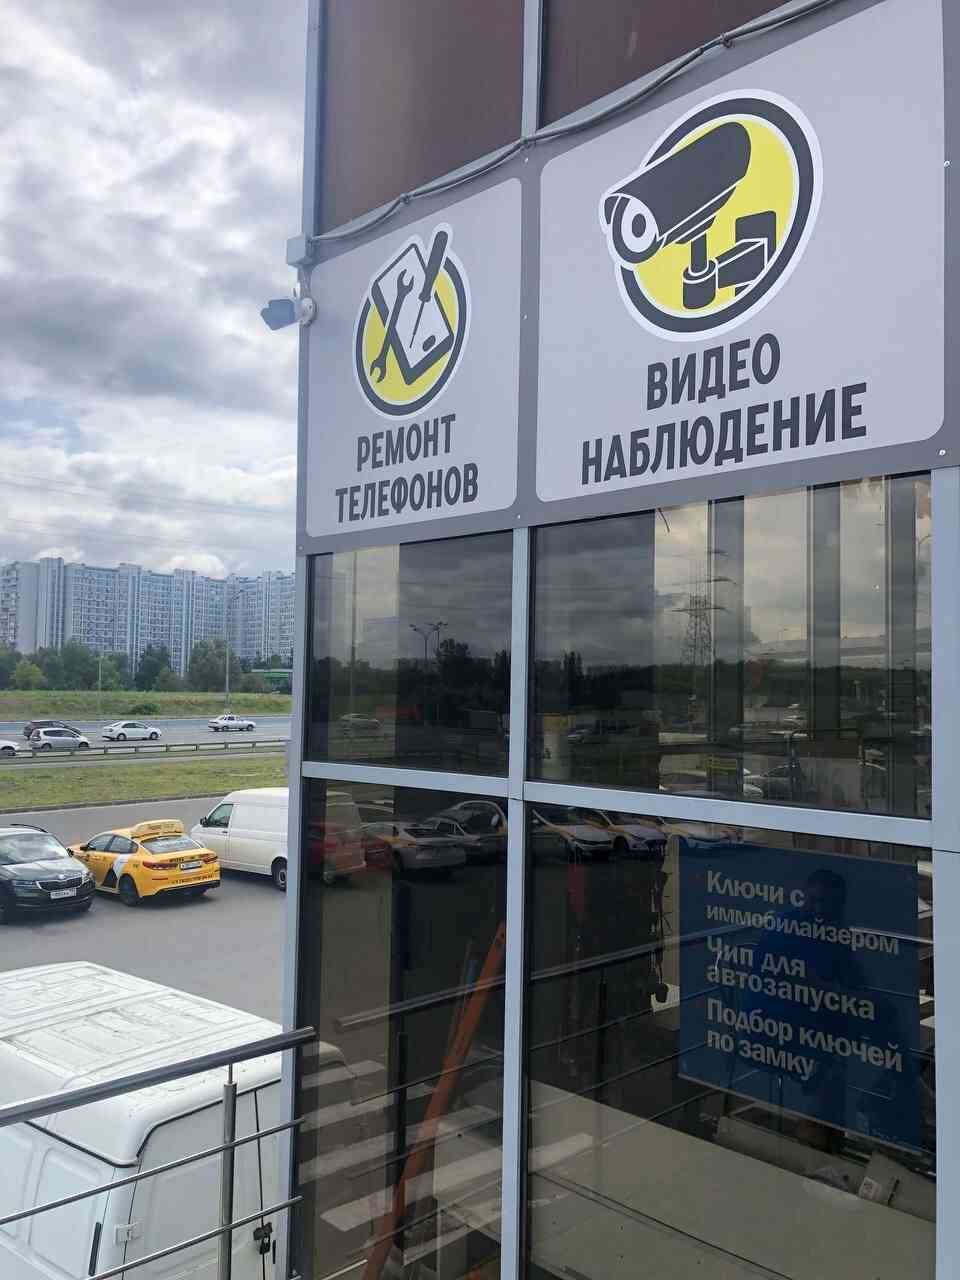 РЕМОНТ
ТЕЛЕФОНОВ
ВИДЕО
НАБЛЮДЕНИЕ
Ключи с
иммобилайзером
Чип для
автозапуска
Подбор ключей
по замку